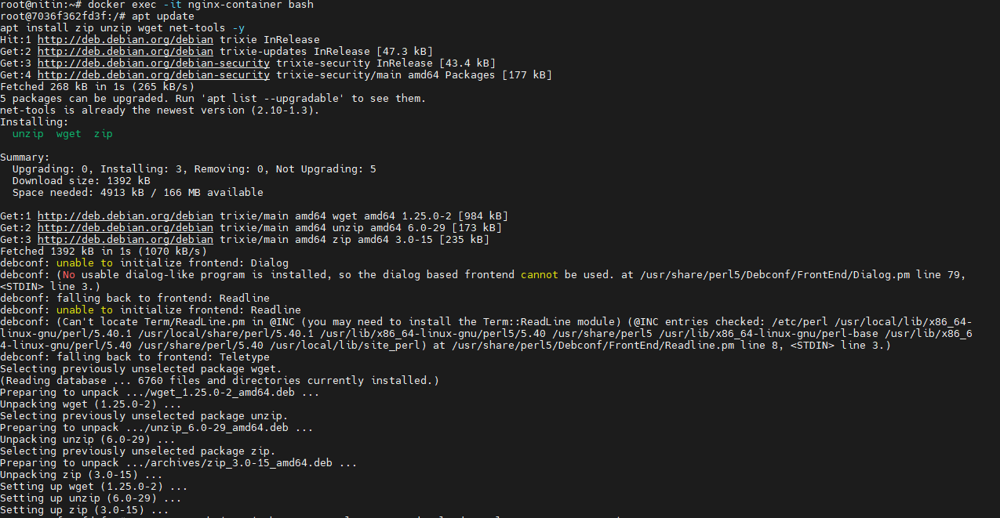 root@nitin:~# docker exec -it nginx-container bash
root@7036f362fd3f:/# apt update
apt install zip unzip wget net-tools -y
Hit:1 http://deb.debian.org/debian trixie InRelease
Get:2 http://deb.debian.org/debian trixie-updates InRelease [47.3 kB]
Get:3 http://deb.debian.org/debian-security trixie-security InRelease [43.4 kB]
Get:4 http://deb.debian.org/debian-security trixie-security/main amd64 Packages [177 kB]
Fetched 268 kB in 1s (265 kB/s)
5 packages can be upgraded. Run 'apt list --upgradable' to see them.
net-tools is already the newest version (2.10-1.3).
Installing:
  unzip  wget  zip

Summary:
  Upgrading: 0, Installing: 3, Removing: 0, Not Upgrading: 5
  Download size: 1392 kB
  Space needed: 4913 kB / 166 MB available

Get:1 http://deb.debian.org/debian trixie/main amd64 wget amd64 1.25.0-2 [984 kB]
Get:2 http://deb.debian.org/debian trixie/main amd64 unzip amd64 6.0-29 [173 kB]
Get:3 http://deb.debian.org/debian trixie/main amd64 zip amd64 3.0-15 [235 kB]
Fetched 1392 kB in 1s (1070 kB/s)
debconf: unable to initialize frontend: Dialog
debconf: (No usable dialog-like program is installed, so the dialog based frontend cannot be used. at /usr/share/perl5/Debconf/FrontEnd/Dialog.pm line 79,
<STDIN> line 3.)
debconf: falling back to frontend: Readline
debconf: unable to initialize frontend: Readline
debconf: (Can't locate Term/ReadLine.pm in @INC (you may need to install the Term::ReadLine module) (@INC entries checked: /etc/perl /usr/local/lib/x86_64-
linux-gnu/perl/5.40.1 /usr/local/share/perl/5.40.1 /usr/lib/x86_64-linux-gnu/perl5/5.40 /usr/share/perl5 /usr/lib/x86_64-linux-gnu/perl-base /usr/lib/x86_6
4-linux-gnu/perl/5.40 /usr/share/perl/5.40 /usr/local/lib/site_perl) at /usr/share/perl5/Debconf/FrontEnd/Readline.pm line 8, <STDIN> line 3.)
debconf: falling back to frontend: Teletype
Selecting previously unselected package wget.
(Reading database ... 6760 files and directories currently installed.)
Preparing to unpack .../wget_1.25.0-2_amd64.deb ...
Unpacking wget (1.25.0-2) ...
Selecting previously unselected package unzip.
Preparing to unpack .../unzip_6.0-29_amd64.deb ...
Unpacking unzip (6.0-29) ...
Selecting previously unselected package zip.
Preparing to unpack .../archives/zip_3.0-15_amd64.deb ...
Unpacking zip (3.0-15) ...
Setting up wget (1.25.0-2) ...
Setting up unzip (6.0-29) ...
Setting up zip (3.0-15) ...